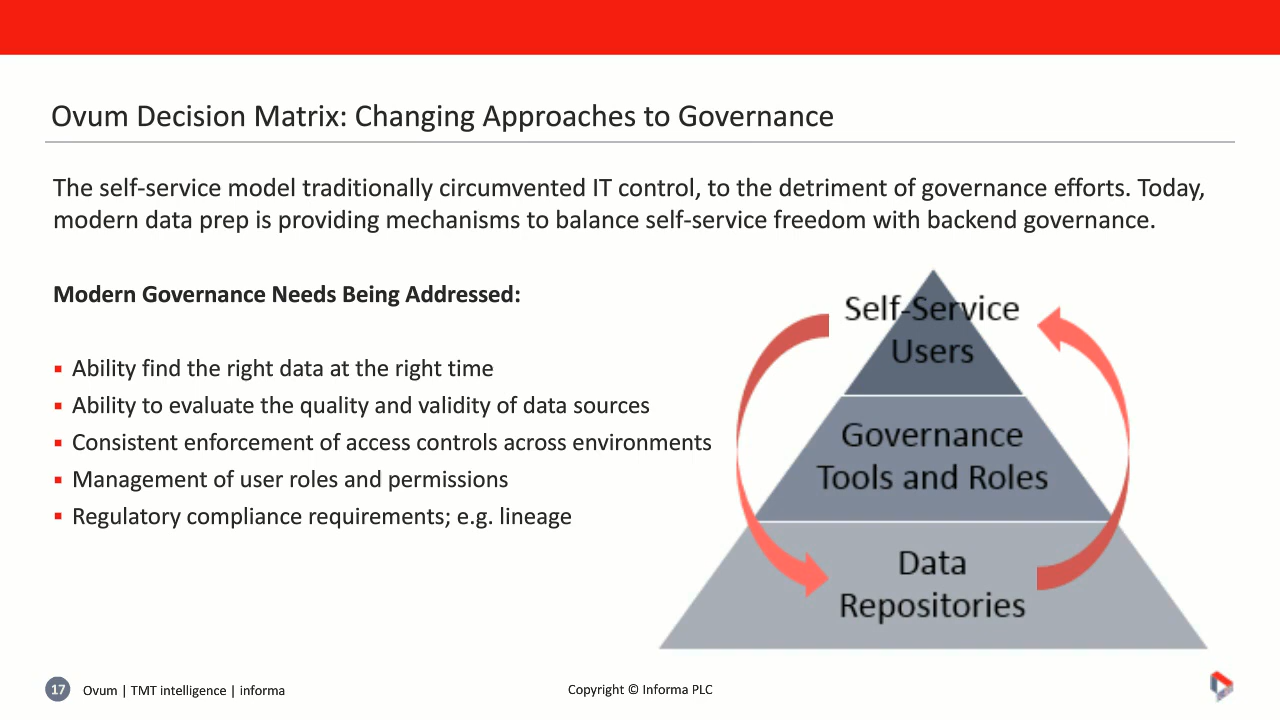 Ovum Decision Matrix: Changing Approaches to Governance
The self-service model traditionally circumvented IT control, to the detriment of governance efforts. Today,
modern data prep is providing mechanisms to balance self-service freedom with backend governance.
Modern Governance Needs Being Addressed:
▪ Ability find the right data at the right time
▪ Ability to evaluate the quality and validity of data sources
▪ Consistent enforcement of access controls across environments
▪ Management of user roles and permissions
▪ Regulatory compliance requirements; e.g. lineage
Self-Service
Users
Governance
Tools and Roles
Data
Repositories
17 Ovum | TMT intelligence | informa
Copyright © Informa PLC